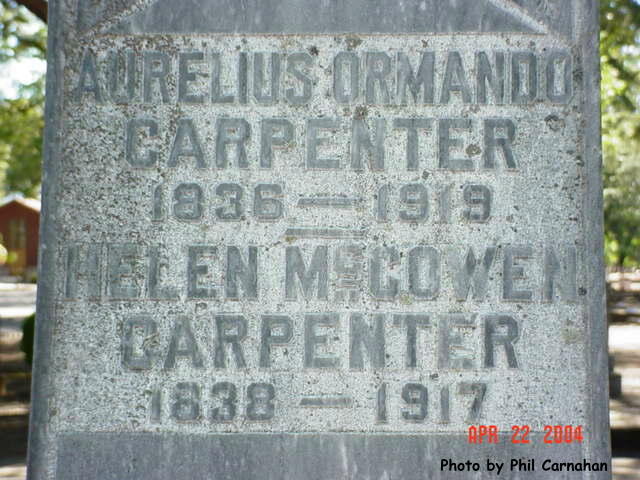 AURELIUS ORMANDO
CARPENTER
1836 — 1919
HELEN McCOWEN
CARPENTER
1838 — 1917
APR 22 2004
Photo by Phil Carnahan